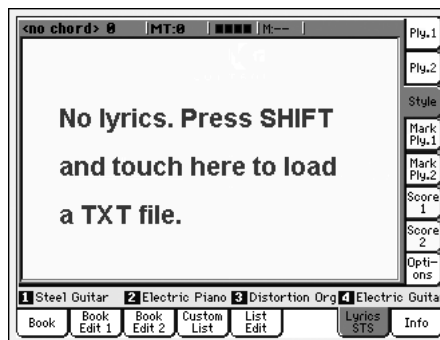 <no chord> 0 MT:0 M:--
No lyrics. Press SHIFT
and touch here to load
a TXT file.
Ply.1
Ply.2
Style
Mark
Ply.1
Mark
Ply.2
Score
1
Score
2
Opti-
ons
1 Steel Guitar 2 Electric Piano 3 Distortion Org 4 Electric Guita
Book
Book
Edit 1
Book
Edit 2
Custom
List
List
Edit
Lyrics
STS
Info